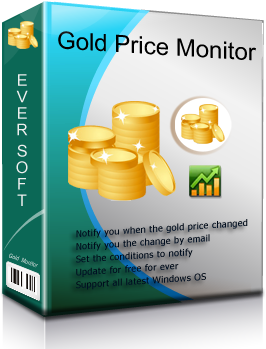 Gold Price Monitor
EVER SOFT
Gold Monitor
Notify you when the gold price changed
Notify you the change by email
Set the conditions to notify
Update for free for ever
Support all latest Windows OS